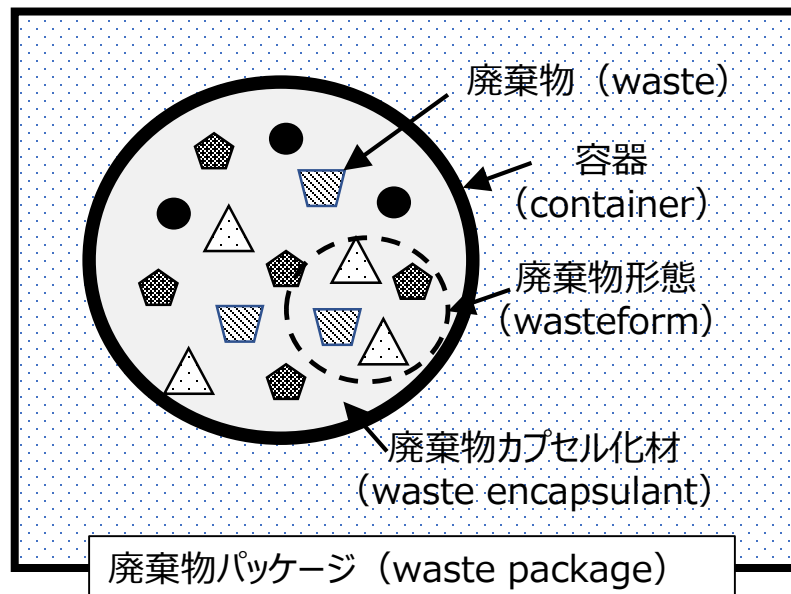 廃棄物（waste）
容器
（container）
廃棄物形態
（wasteform）
廃棄物カプセル化材
（waste encapsulant）
廃棄物パッケージ（waste package）